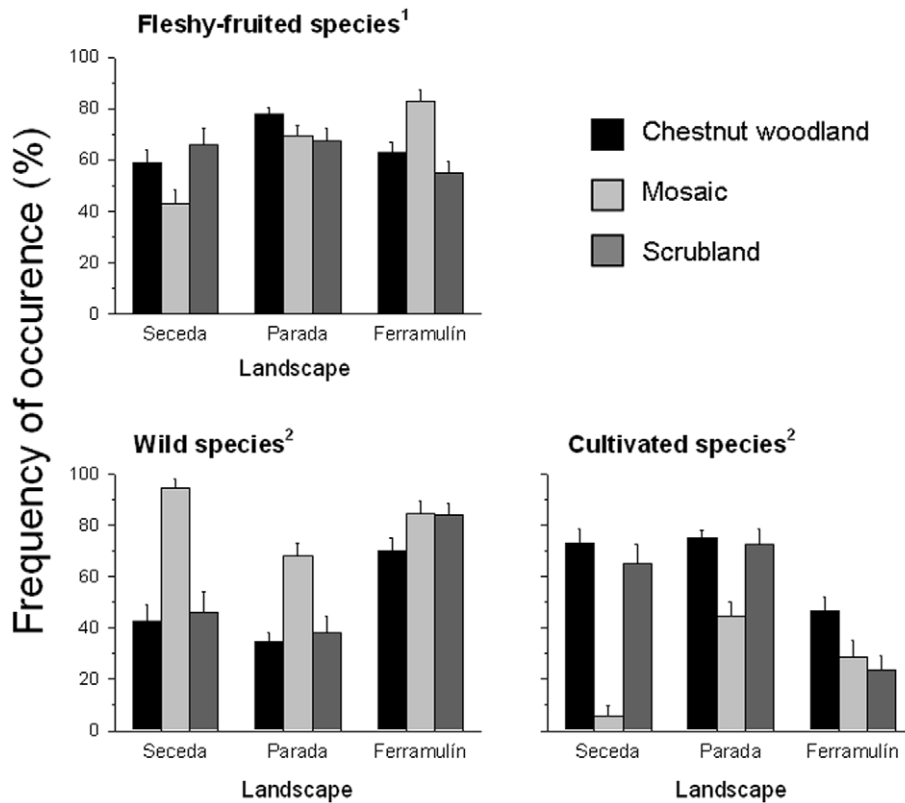 Fleshy-fruited species¹
100
80
60
40
20
0
Seceda Parada Ferramulín
Landscape
Chestnut woodland
Mosaic
Scrubland
Frequency of occurence (%)
Wild species²
100
80
60
40
20
0
Seceda Parada Ferramulín
Landscape
Cultivated species²
Seceda Parada Ferramulín
Landscape